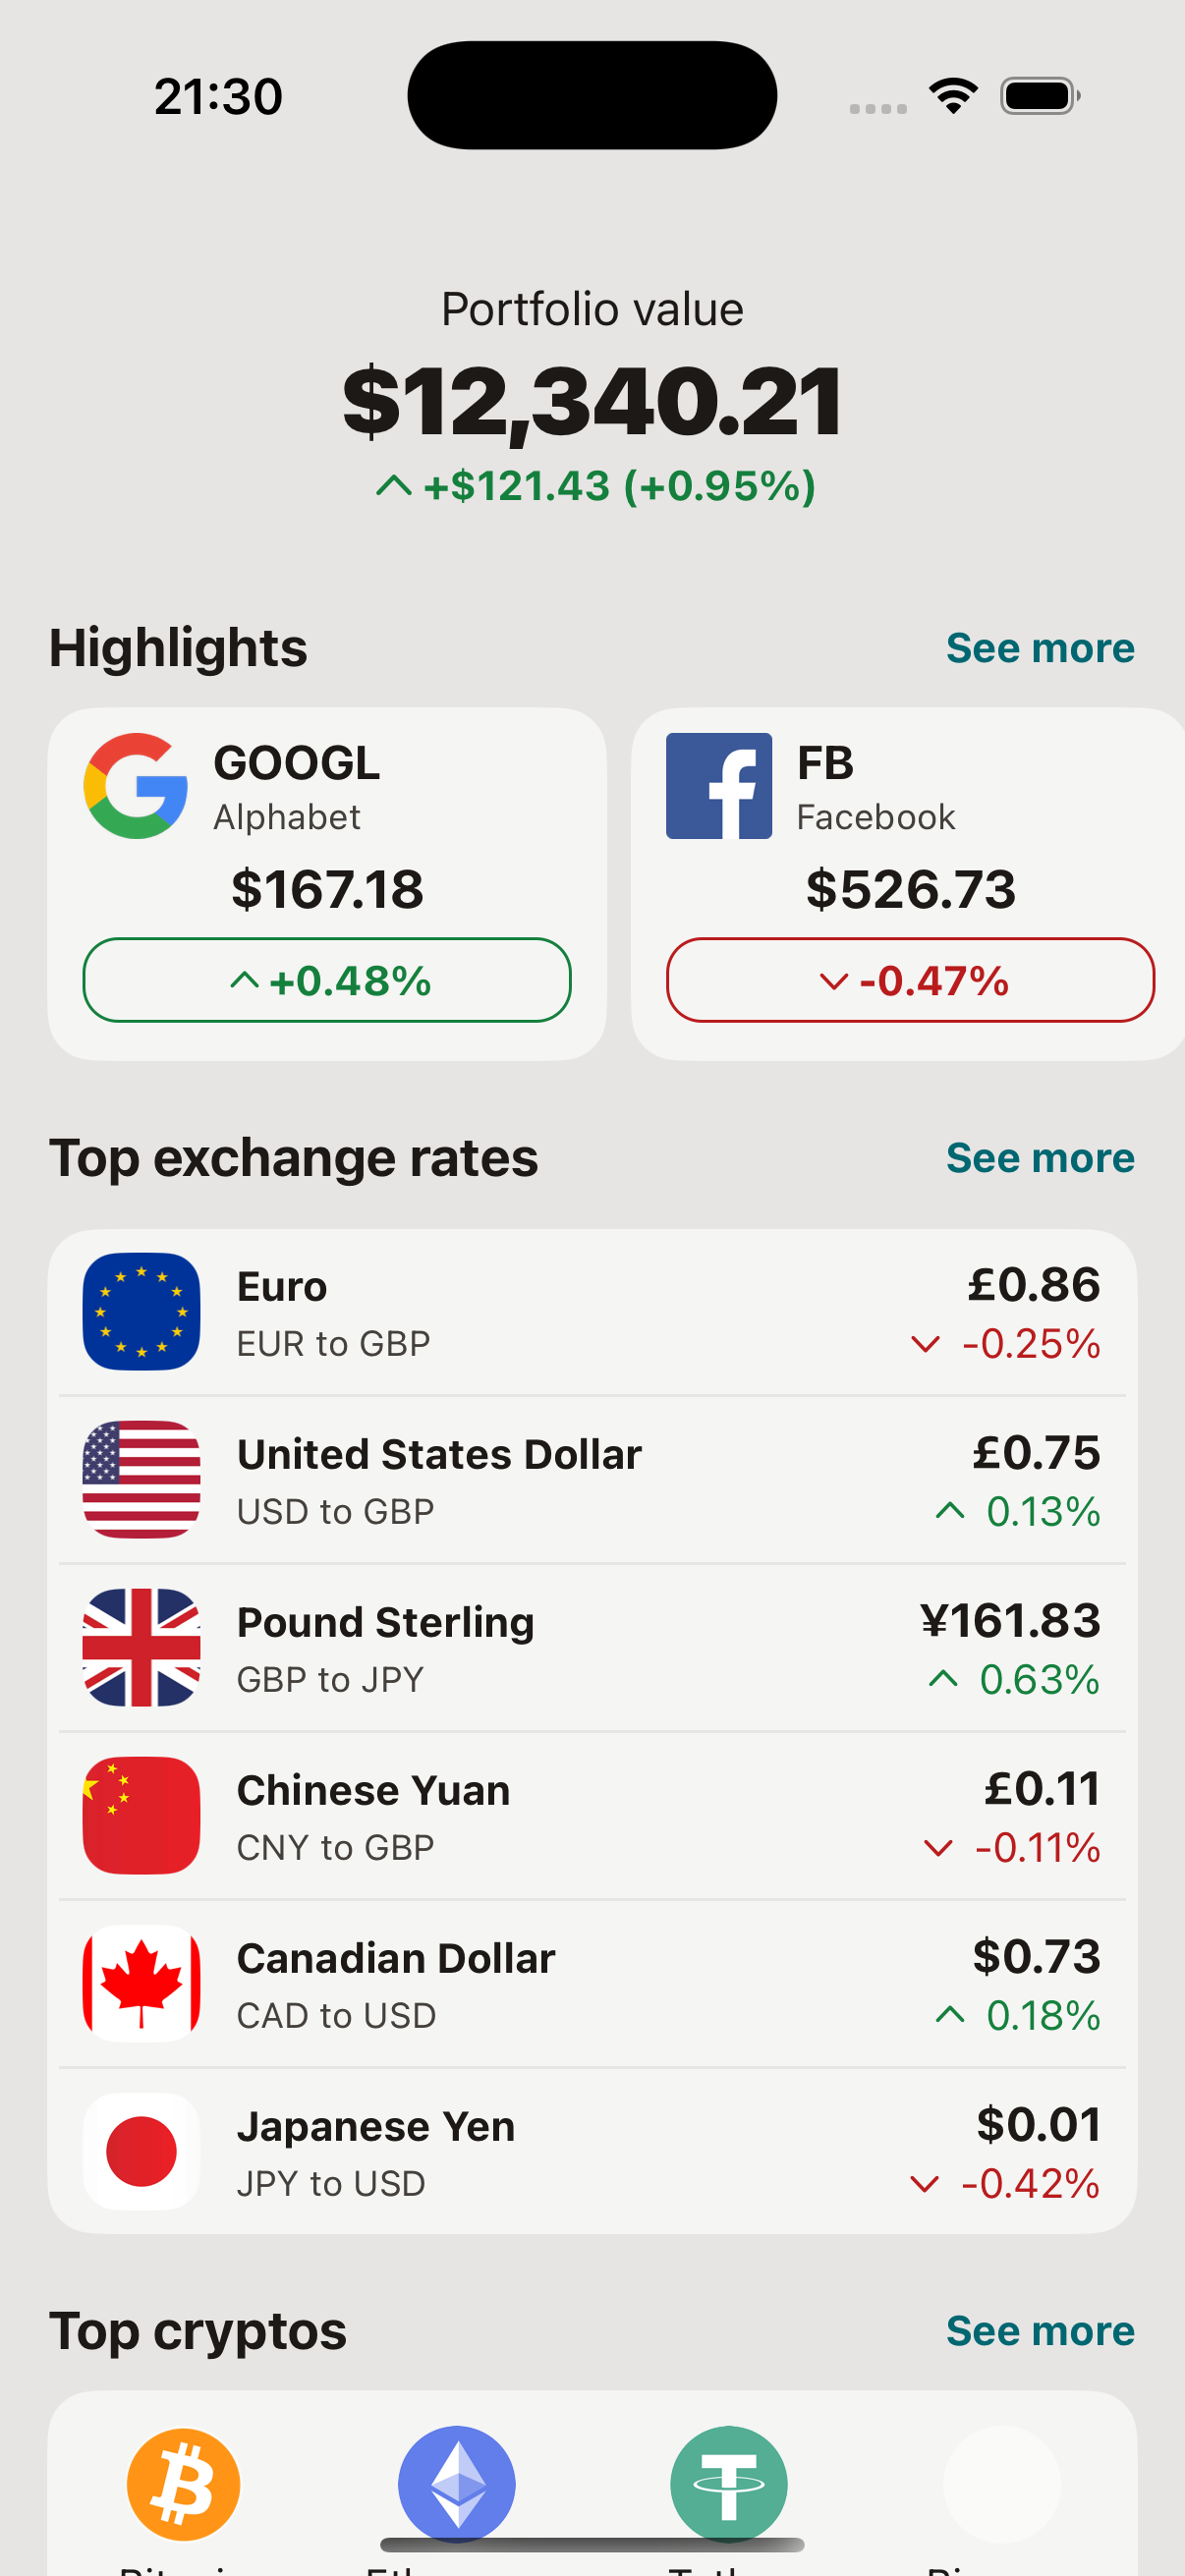 21:30
Portfolio value
$12,340.21
+$121.43 (+0.95%)
Highlights
See more
GOOGL
Alphabet
$167.18
+0.48%
FB
Facebook
$526.73
-0.47%
Top exchange rates
See more
Euro
£0.86
EUR to GBP
-0.25%
United States Dollar
£0.75
USD to GBP
0.13%
Pound Sterling
¥161.83
GBP to JPY
0.63%
Chinese Yuan
£0.11
CNY to GBP
-0.11%
Canadian Dollar
$0.73
CAD to USD
0.18%
Japanese Yen
$0.01
JPY to USD
-0.42%
Top cryptos
See more